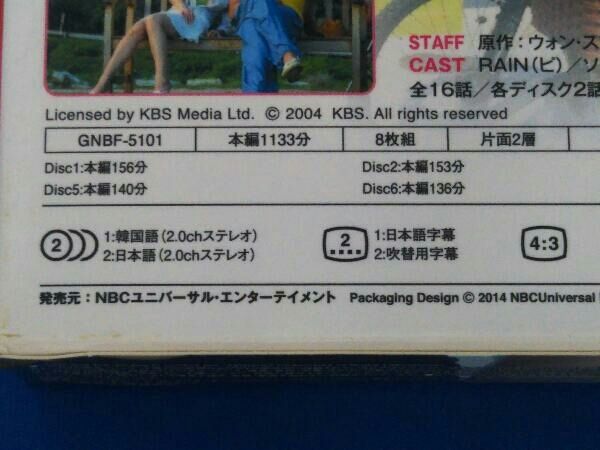 STAFF 原作：ウォン・ス
CAST RAIN（ピ）／ソ
全16話／各ディスク2話
Licensed by KBS Media Ltd. © 2004 KBS. All rights reserved
GNBF-5101 本編1133分 8枚組 片面2層
Disc1:本編156分 Disc2:本編153分
Disc5:本編140分 Disc6:本編136分
2 1:韓国語（2.0chステレオ） 2 1:日本語字幕 4:3
2:日本語（2.0chステレオ） 2:吹替用字幕
発売元：NBCユニバーサル・エンターテイメント Packaging Design © 2014 NBCUniversal